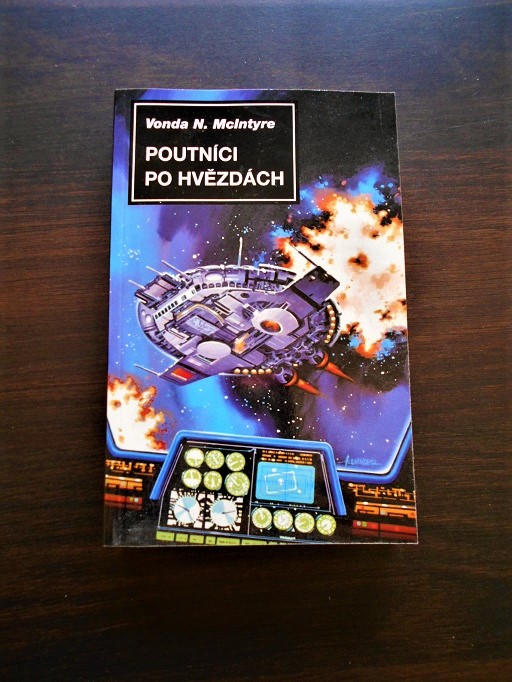 Vonda N. McIntyre
POUTNÍCI
PO HVĚZDÁCH